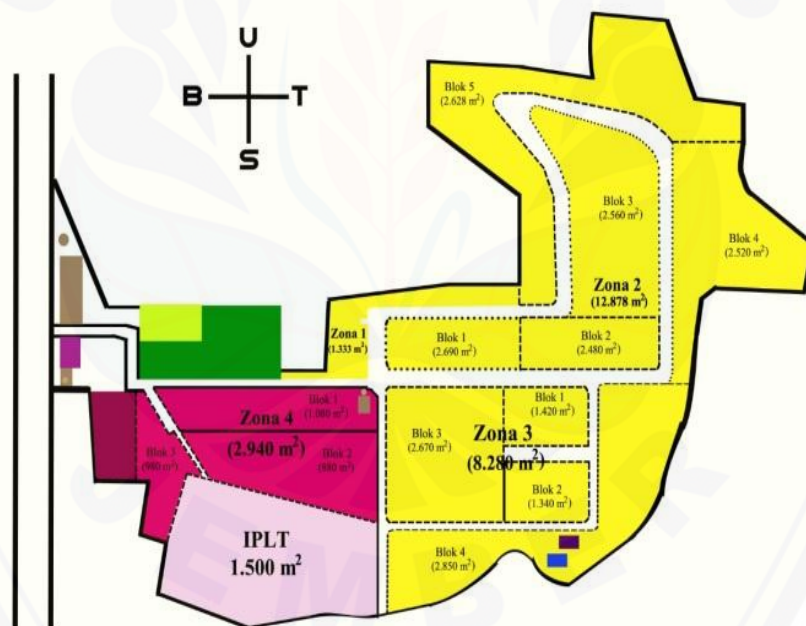 U
B T
S
Blok 5
(2.628 m²)
Blok 3
(2.560 m²)
Blok 4
(2.520 m²)
Zona 2
(12.878 m²)
Zona 1
(1.333 m²)
Blok 1
(2.690 m²)
Blok 2
(2.480 m²)
Blok 1
(1.080 m²)
Zona 4
(2.940 m²)
Blok 2
(880 m²)
Blok 3
(980 m²)
Blok 1
(1.420 m²)
Blok 3
(2.670 m²)
Zona 3
(8.280 m²)
Blok 2
(1.340 m²)
IPLT
1.500 m²
Blok 4
(2.850 m²)